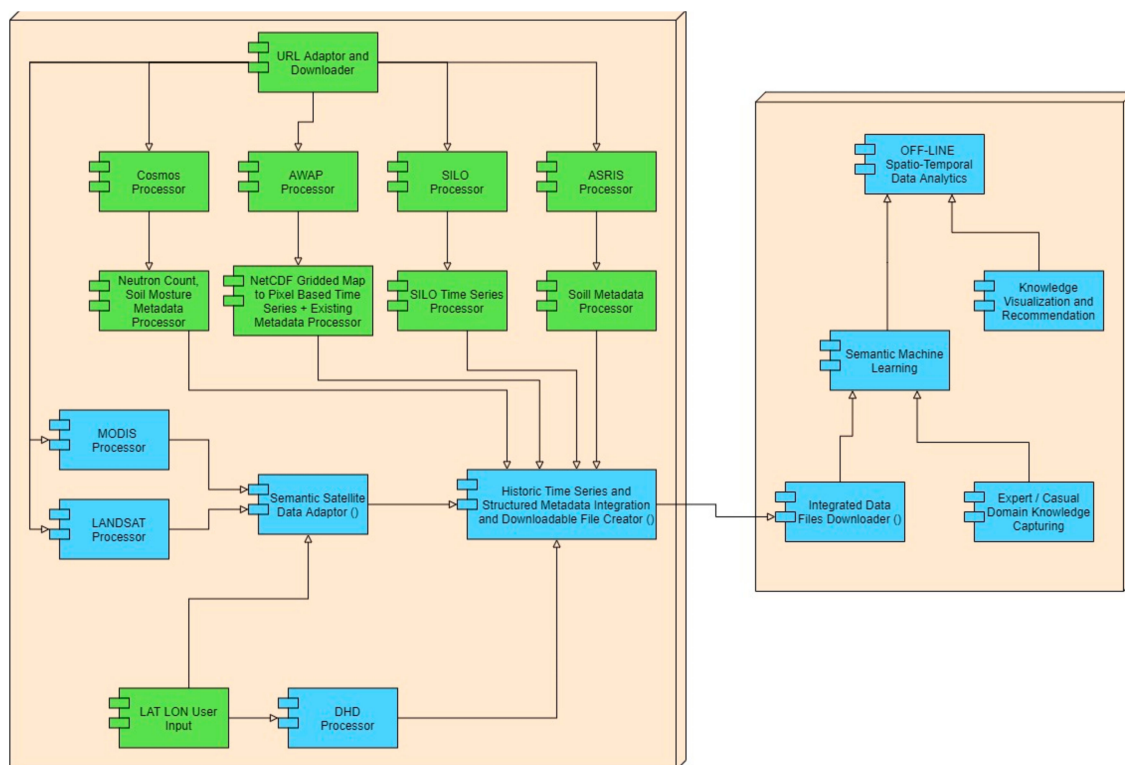 URL Adaptor and
Downloader
Cosmos
Processor
AWAP
Processor
SILO
Processor
ASRIS
Processor
Neutron Count,
Soil Mosture
Metadata
Processor
NetCDF Gridded Map
to Pixel Based Time
Series + Existing
Metadata Processor
SILO Time Series
Processor
Soill Metadata
Processor
MODIS
Processor
LANDSAT
Processor
Semantic Satellite
Data Adaptor ()
Historic Time Series and
Structured Metadata Integration
and Downloadable File Creator ()
LAT LON User
Input
DHD
Processor
OFF-LINE
Spatio-Temporal
Data Analytics
Knowledge
Visualization and
Recommendation
Semantic Machine
Learning
Integrated Data
Files Downloader ()
Expert / Casual
Domain Knowledge
Capturing